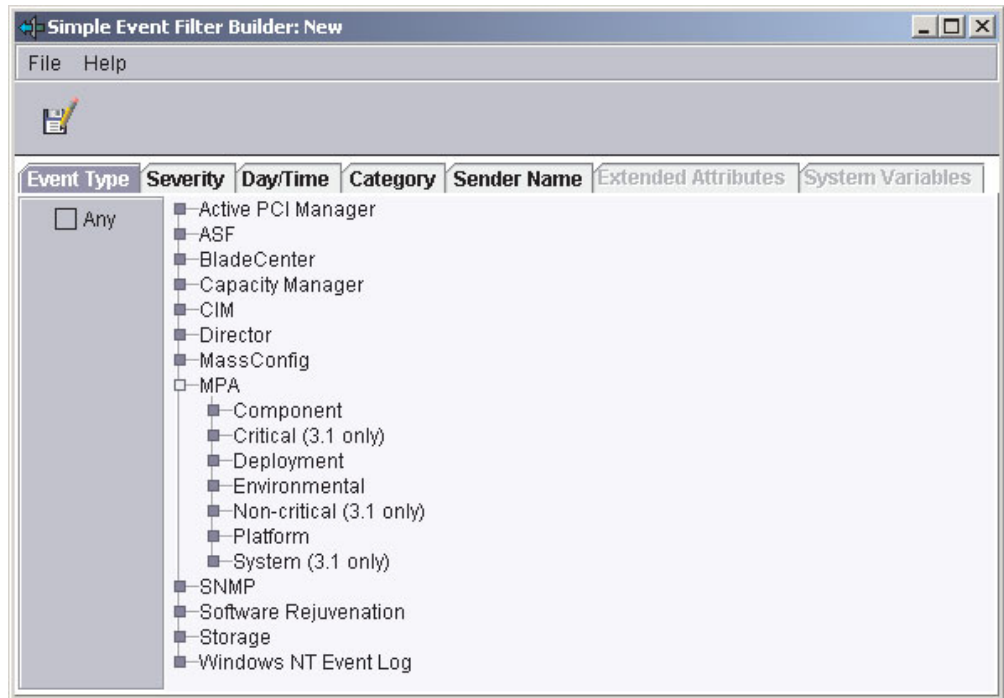 Simple Event Filter Builder: New
File Help
Event Type Severity Day/Time Category Sender Name Extended Attributes System Variables
Any
Active PCI Manager
ASF
BladeCenter
Capacity Manager
CIM
Director
MassConfig
MPA
Component
Critical (3.1 only)
Deployment
Environmental
Non-critical (3.1 only)
Platform
System (3.1 only)
SNMP
Software Rejuvenation
Storage
Windows NT Event Log